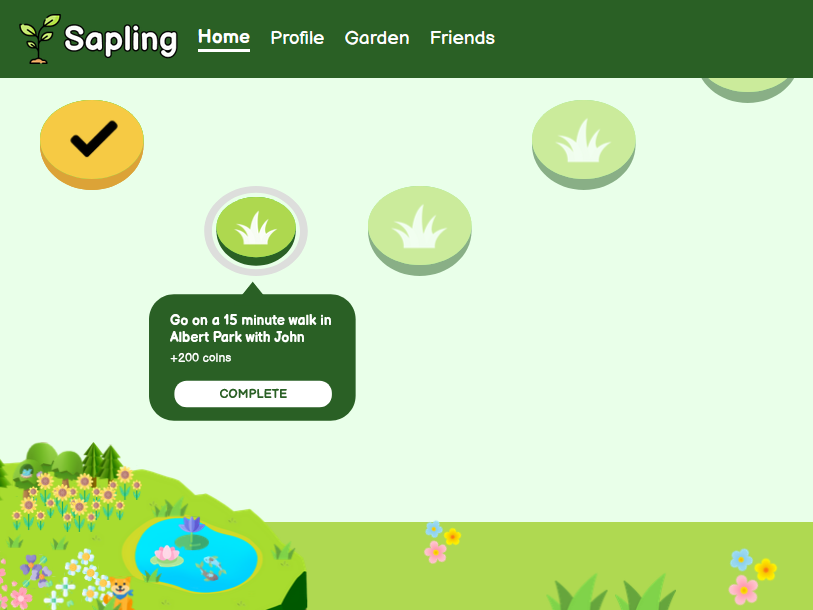 Sapling
Home
Profile
Garden
Friends
Go on a 15 minute walk in
Albert Park with John
+200 coins
COMPLETE